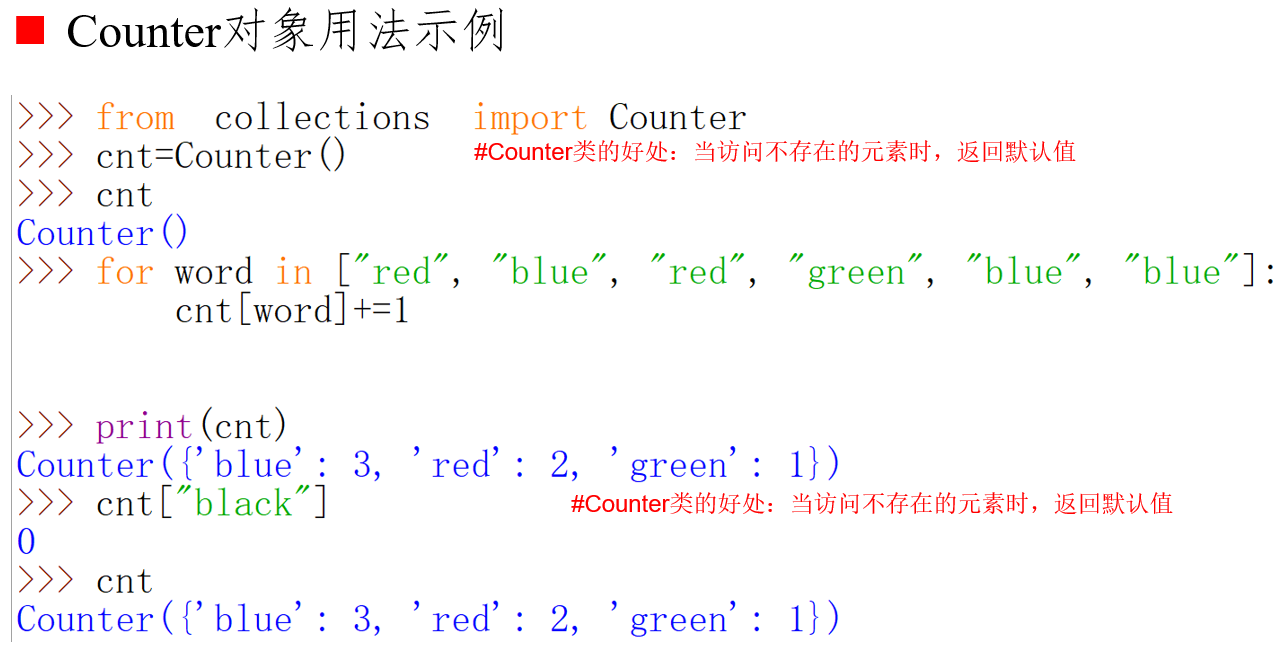 Counter对象用法示例
>>> from  collections  import Counter
>>> cnt=Counter() #Counter类的好处：当访问不存在的元素时，返回默认值
>>> cnt
Counter()
>>> for word in ["red", "blue", "red", "green", "blue", "blue"]:
cnt[word]+=1
>>> print(cnt)
Counter({'blue': 3, 'red': 2, 'green': 1})
>>> cnt["black"] #Counter类的好处：当访问不存在的元素时，返回默认值
0
>>> cnt
Counter({'blue': 3, 'red': 2, 'green': 1})